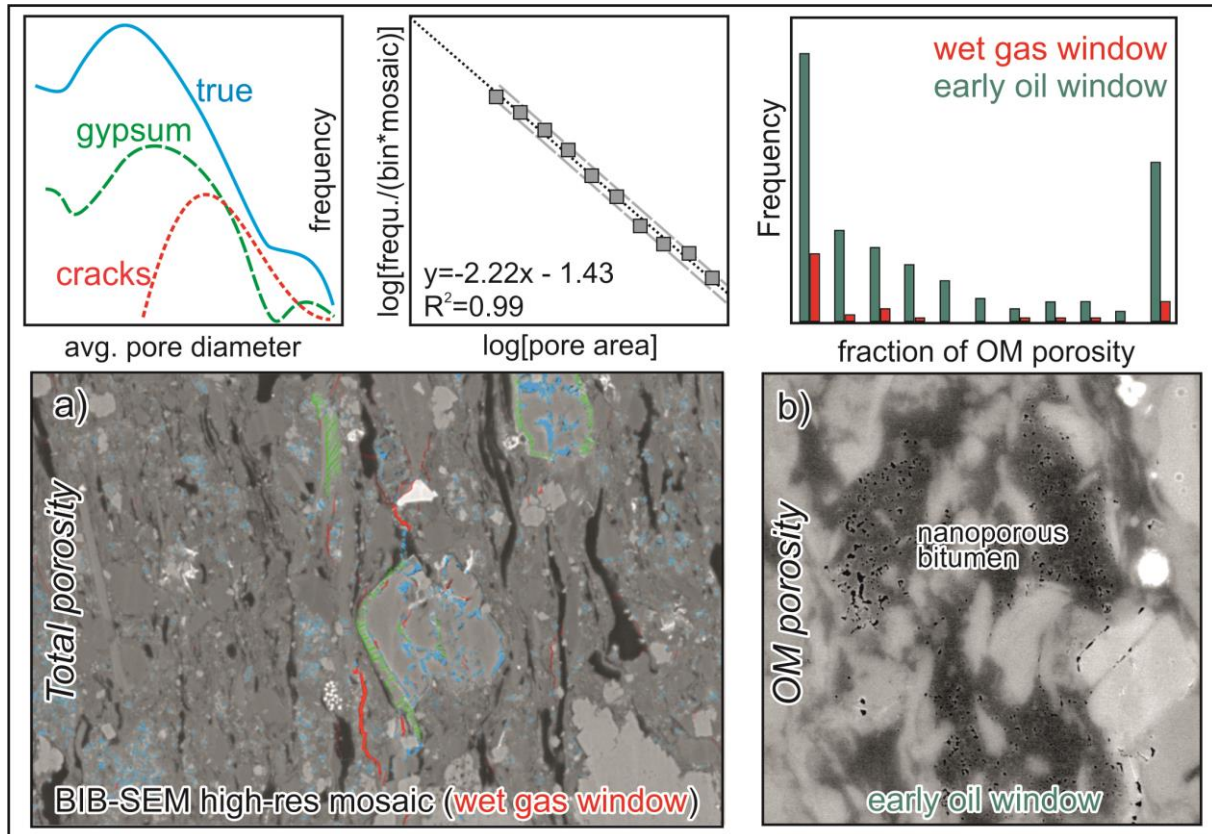 true
gypsum
cracks
frequency
avg. pore diameter
log[frequ./(bin*mosaic)]
y=-2.22x - 1.43
R²=0.99
log[pore area]
Frequency
wet gas window
early oil window
fraction of OM porosity
a)
Total porosity
BIB-SEM high-res mosaic (wet gas window)
b)
OM porosity
nanoporous
bitumen
early oil window